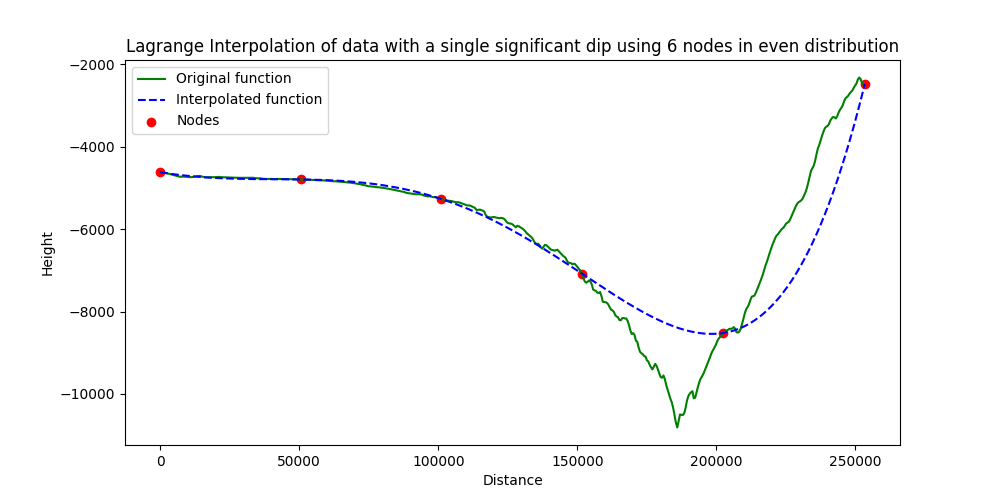 Lagrange Interpolation of data with a single significant dip using 6 nodes in even distribution
Original function
Interpolated function
Nodes
−2000
−4000
−6000
−8000
−10000
Height
0
50000
100000
150000
200000
250000
Distance